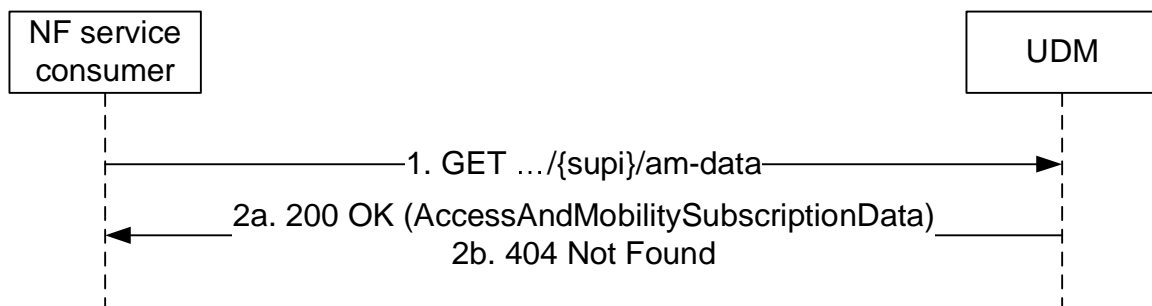 NF service
consumer
UDM
1. GET …/{supi}/am-data
2a. 200 OK (AccessAndMobilitySubscriptionData)
2b. 404 Not Found